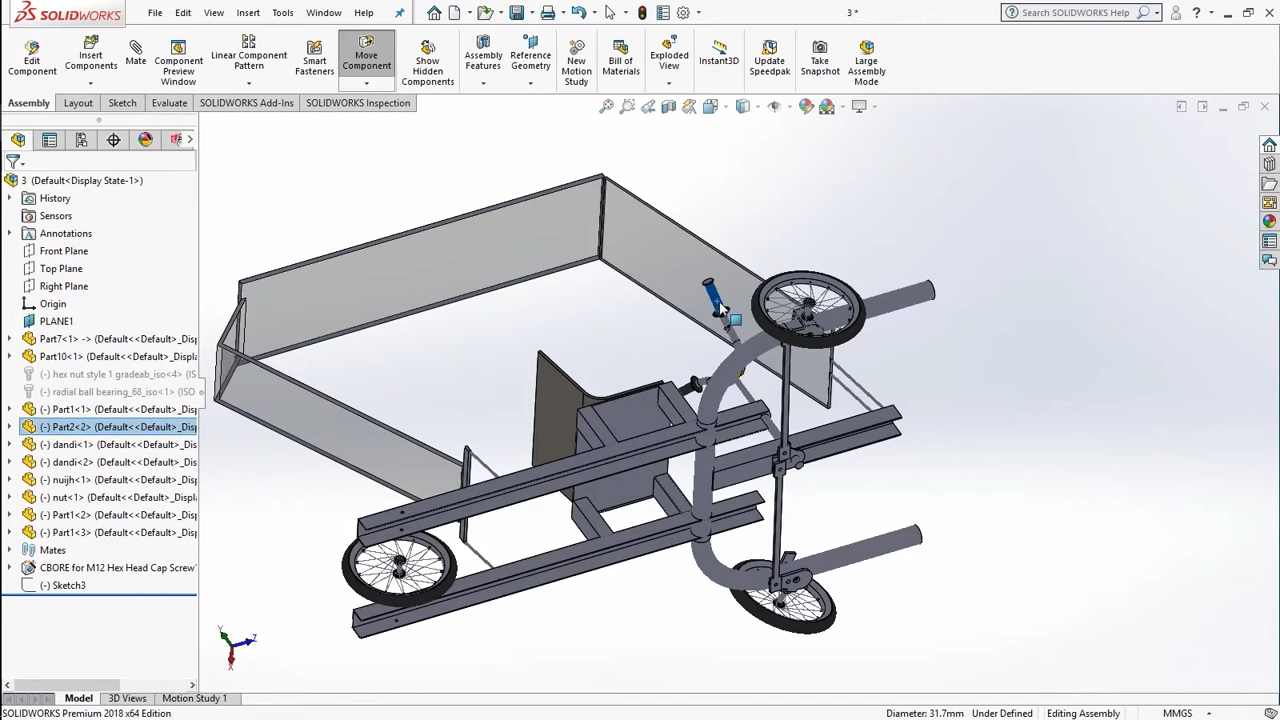 SOLIDWORKS
File Edit View Insert Tools Window Help
3 *
Search SOLIDWORKS Help
?
Edit Component
Insert Components
Mate
Component Preview Window
Linear Component Pattern
Smart Fasteners
Move Component
Show Hidden Components
Assembly Features
Reference Geometry
New Motion Study
Bill of Materials
Exploded View
Instant3D
Update Speedpak
Take Snapshot
Large Assembly Mode
Assembly Layout Sketch Evaluate SOLIDWORKS Add-Ins SOLIDWORKS Inspection
3 (Default<Display State-1>)
History
Sensors
Annotations
Front Plane
Top Plane
Right Plane
Origin
PLANE1
Part7<1> -> (Default<<Default>_Displ
Part10<1> (Default<<Default>_Displa
(-) hex nut style 1 gradeab_iso<4> (IS
(-) radial ball bearing_68_iso<1> (ISO
(-) Part1<1> (Default<<Default>_Disp
(-) Part2<2> (Default<<Default>_Disp
(-) dandi<1> (Default<<Default>_Disp
(-) dandi<2> (Default<<Default>_Disp
(-) nuijh<1> (Default<<Default>_Disp
(-) nut<1> (Default<<Default>_Displa
(-) Part1<2> (Default<<Default>_Disp
(-) Part1<3> (Default<<Default>_Disp
Mates
CBORE for M12 Hex Head Cap Screw
(-) Sketch3
Y Z X
Model 3D Views Motion Study 1
SOLIDWORKS Premium 2018 x64 Edition
Diameter: 31.7mm Under Defined Editing Assembly MMGS